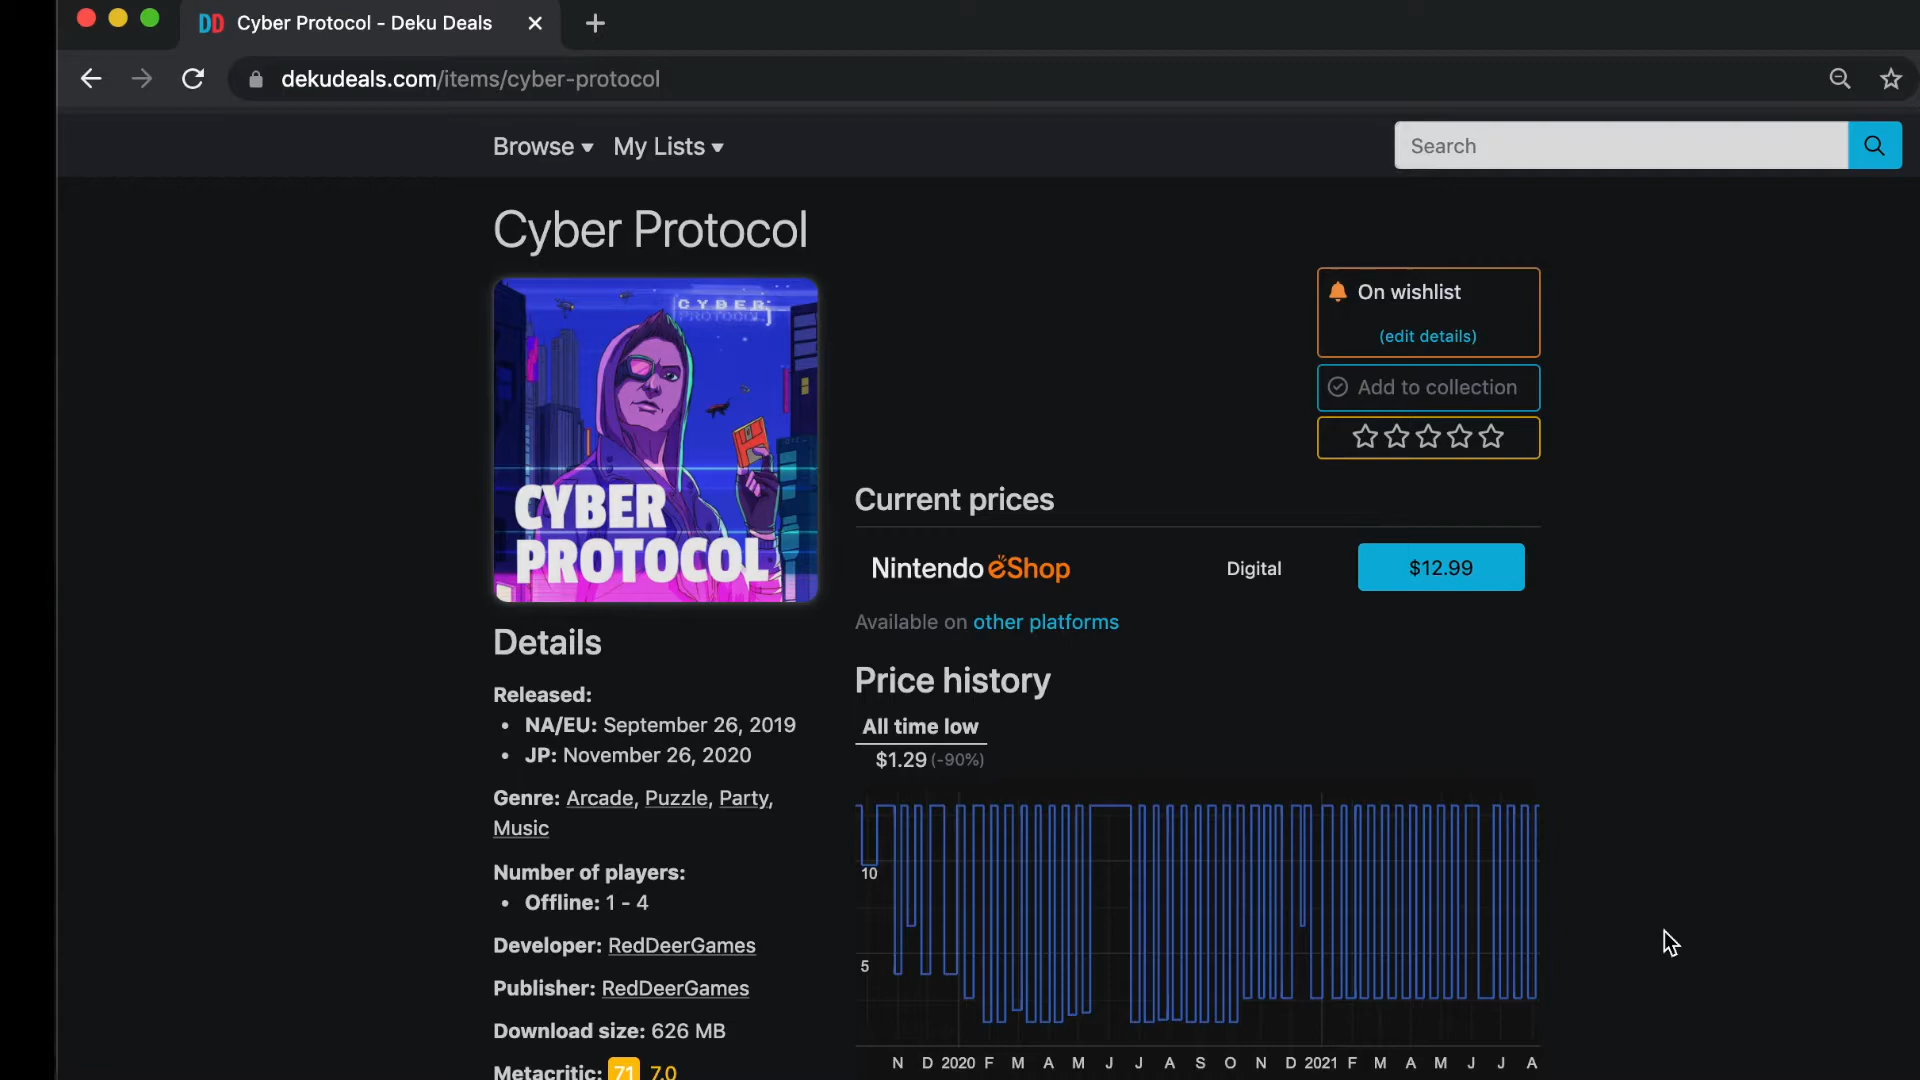 Cyber Protocol - Deku Deals
dekudeals.com/items/cyber-protocol
Browse
My Lists
Search
Cyber Protocol
CYBER
PROTOCOL
CYBER
PROTOCOL
On wishlist
(edit details)
Add to collection
Current prices
Nintendo eShop
Digital
$12.99
Available on other platforms
Details
Released:
• NA/EU: September 26, 2019
• JP: November 26, 2020
Genre: Arcade, Puzzle, Party,
Music
Number of players:
• Offline: 1 - 4
Developer: RedDeerGames
Publisher: RedDeerGames
Download size: 626 MB
Metacritic: 71 7.0
Price history
All time low
$1.29 (-90%)
10
5
N D 2020 F M A M J J A S O N D 2021 F M A M J J A